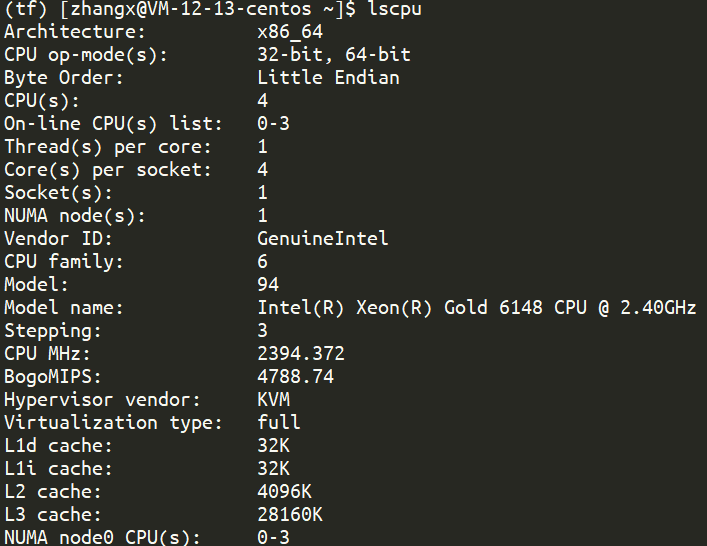 (tf) [zhangx@VM-12-13-centos ~]$ lscpu
Architecture:          x86_64
CPU op-mode(s):        32-bit, 64-bit
Byte Order:            Little Endian
CPU(s):                4
On-line CPU(s) list:   0-3
Thread(s) per core:    1
Core(s) per socket:    4
Socket(s):             1
NUMA node(s):          1
Vendor ID:             GenuineIntel
CPU family:            6
Model:                 94
Model name:            Intel(R) Xeon(R) Gold 6148 CPU @ 2.40GHz
Stepping:              3
CPU MHz:               2394.372
BogoMIPS:              4788.74
Hypervisor vendor:     KVM
Virtualization type:   full
L1d cache:             32K
L1i cache:             32K
L2 cache:              4096K
L3 cache:              28160K
NUMA node0 CPU(s):     0-3